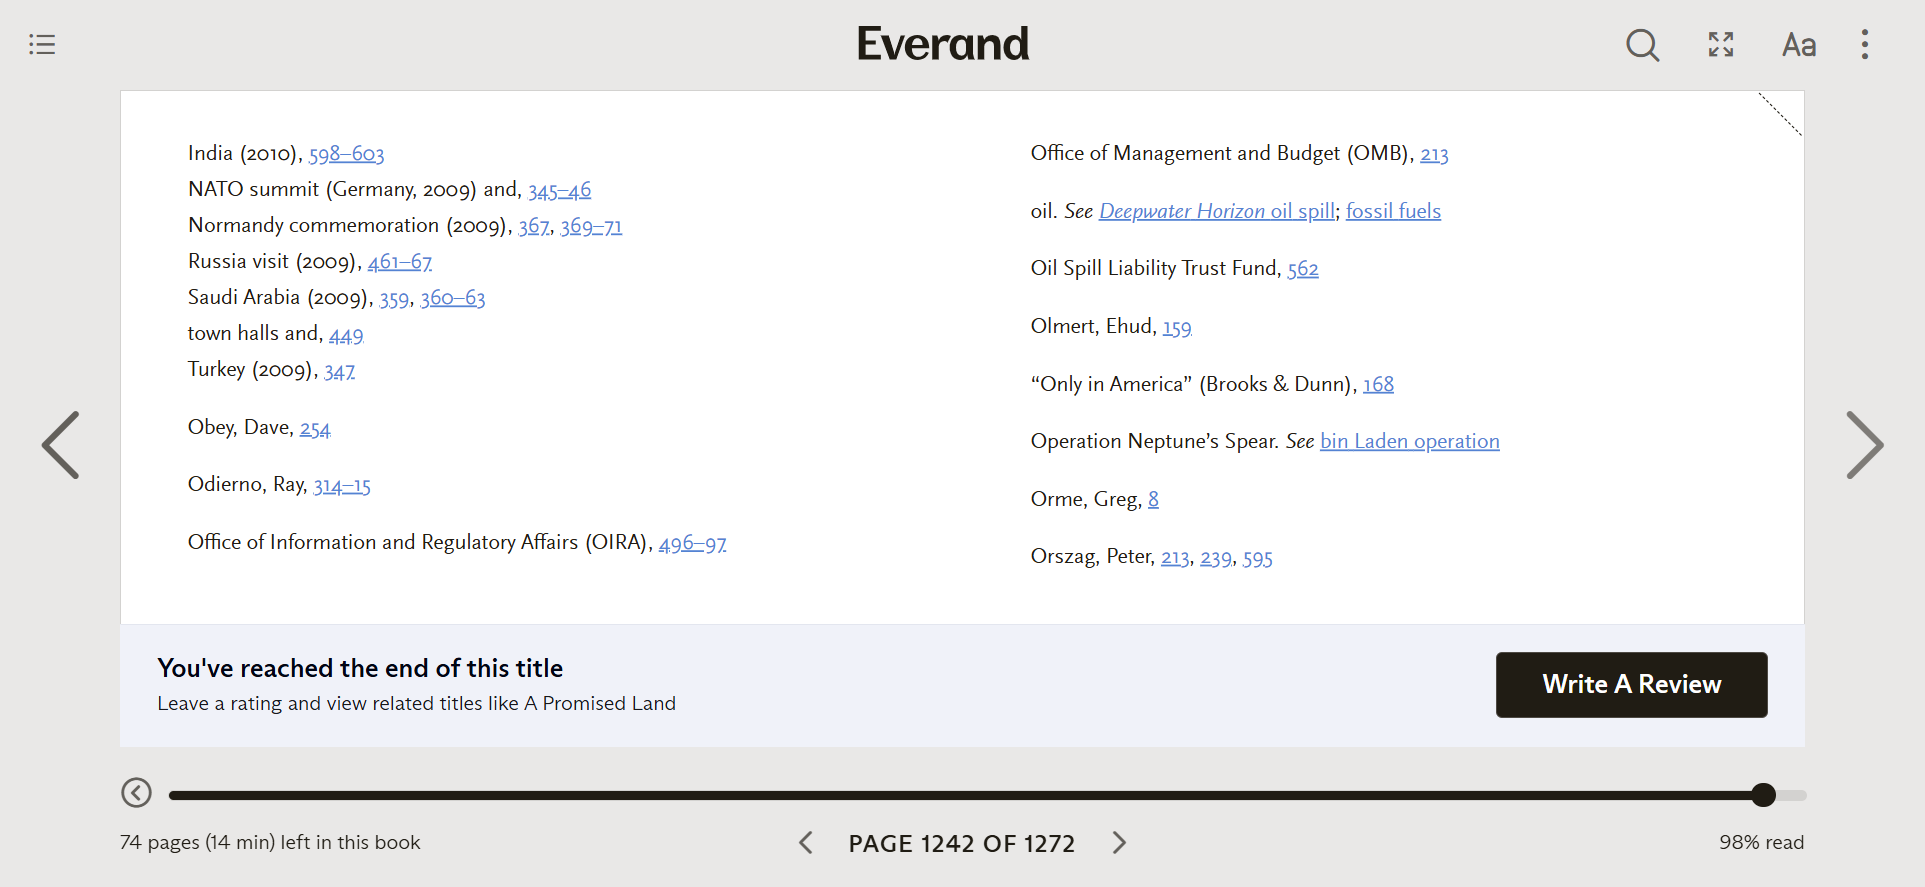 Everand
Aa
India (2010), 598–603
NATO summit (Germany, 2009) and, 345–46
Normandy commemoration (2009), 367, 369–71
Russia visit (2009), 461–67
Saudi Arabia (2009), 359, 360–63
town halls and, 449
Turkey (2009), 347
Obey, Dave, 254
Odierno, Ray, 314–15
Office of Information and Regulatory Affairs (OIRA), 496–97
Office of Management and Budget (OMB), 213
oil. See Deepwater Horizon oil spill; fossil fuels
Oil Spill Liability Trust Fund, 562
Olmert, Ehud, 159
“Only in America” (Brooks & Dunn), 168
Operation Neptune’s Spear. See bin Laden operation
Orme, Greg, 8
Orszag, Peter, 213, 239, 595
You've reached the end of this title
Leave a rating and view related titles like A Promised Land
Write A Review
74 pages (14 min) left in this book
PAGE 1242 OF 1272
98% read